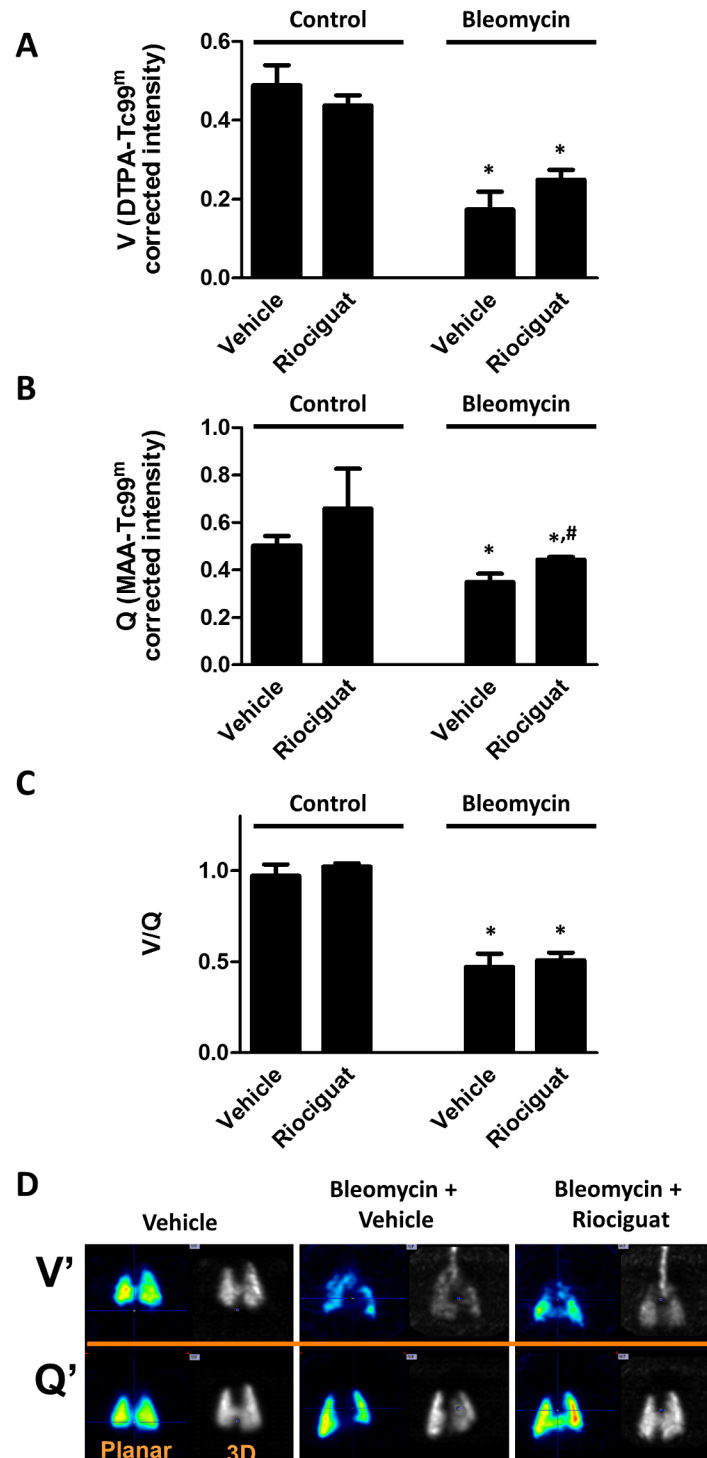 A
Control Bleomycin
V (DTPA-Tc99m
corrected intensity)
0.6
0.4
0.2
0.0
* *
Vehicle Riociguat Vehicle Riociguat
B
Control Bleomycin
Q (MAA-Tc99m
corrected intensity)
1.0
0.8
0.6
0.4
0.2
0.0
* *,#
Vehicle Riociguat Vehicle Riociguat
C
Control Bleomycin
V/Q
1.0
0.5
0.0
* *
Vehicle Riociguat Vehicle Riociguat
D
Vehicle
Bleomycin +
Vehicle
Bleomycin +
Riociguat
V'
Q'
Planar 3D